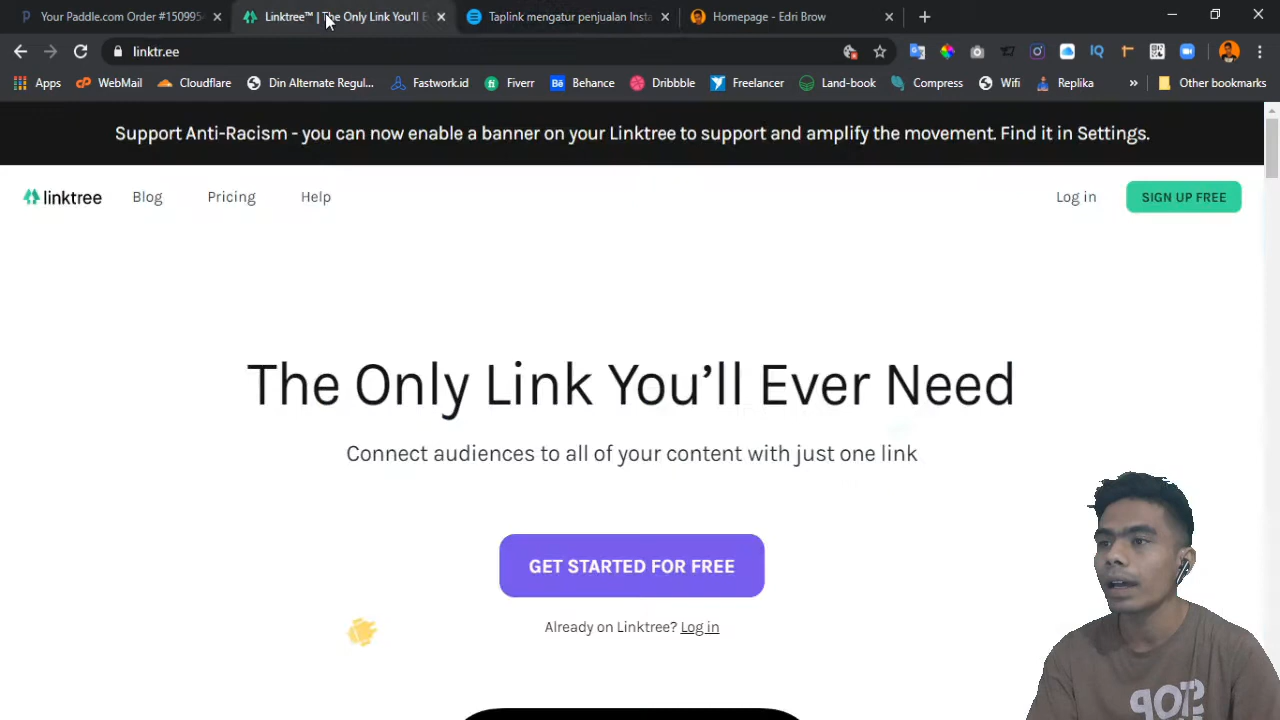 Your Paddle.com Order #150995
Linktree™ | The Only Link You'll E
Taplink mengatur penjualan Insta
Homepage - Edri Brow
linktr.ee
IQ
Apps
WebMail
Cloudflare
Din Alternate Regul...
Fastwork.id
Fiverr
Behance
Dribbble
Freelancer
Land-book
Compress
Wifi
Replika
»
Other bookmarks
Support Anti-Racism - you can now enable a banner on your Linktree to support and amplify the movement. Find it in Settings.
linktree
Blog
Pricing
Help
Log in
SIGN UP FREE
The Only Link You'll Ever Need
Connect audiences to all of your content with just one link
GET STARTED FOR FREE
Already on Linktree? Log in
STOP